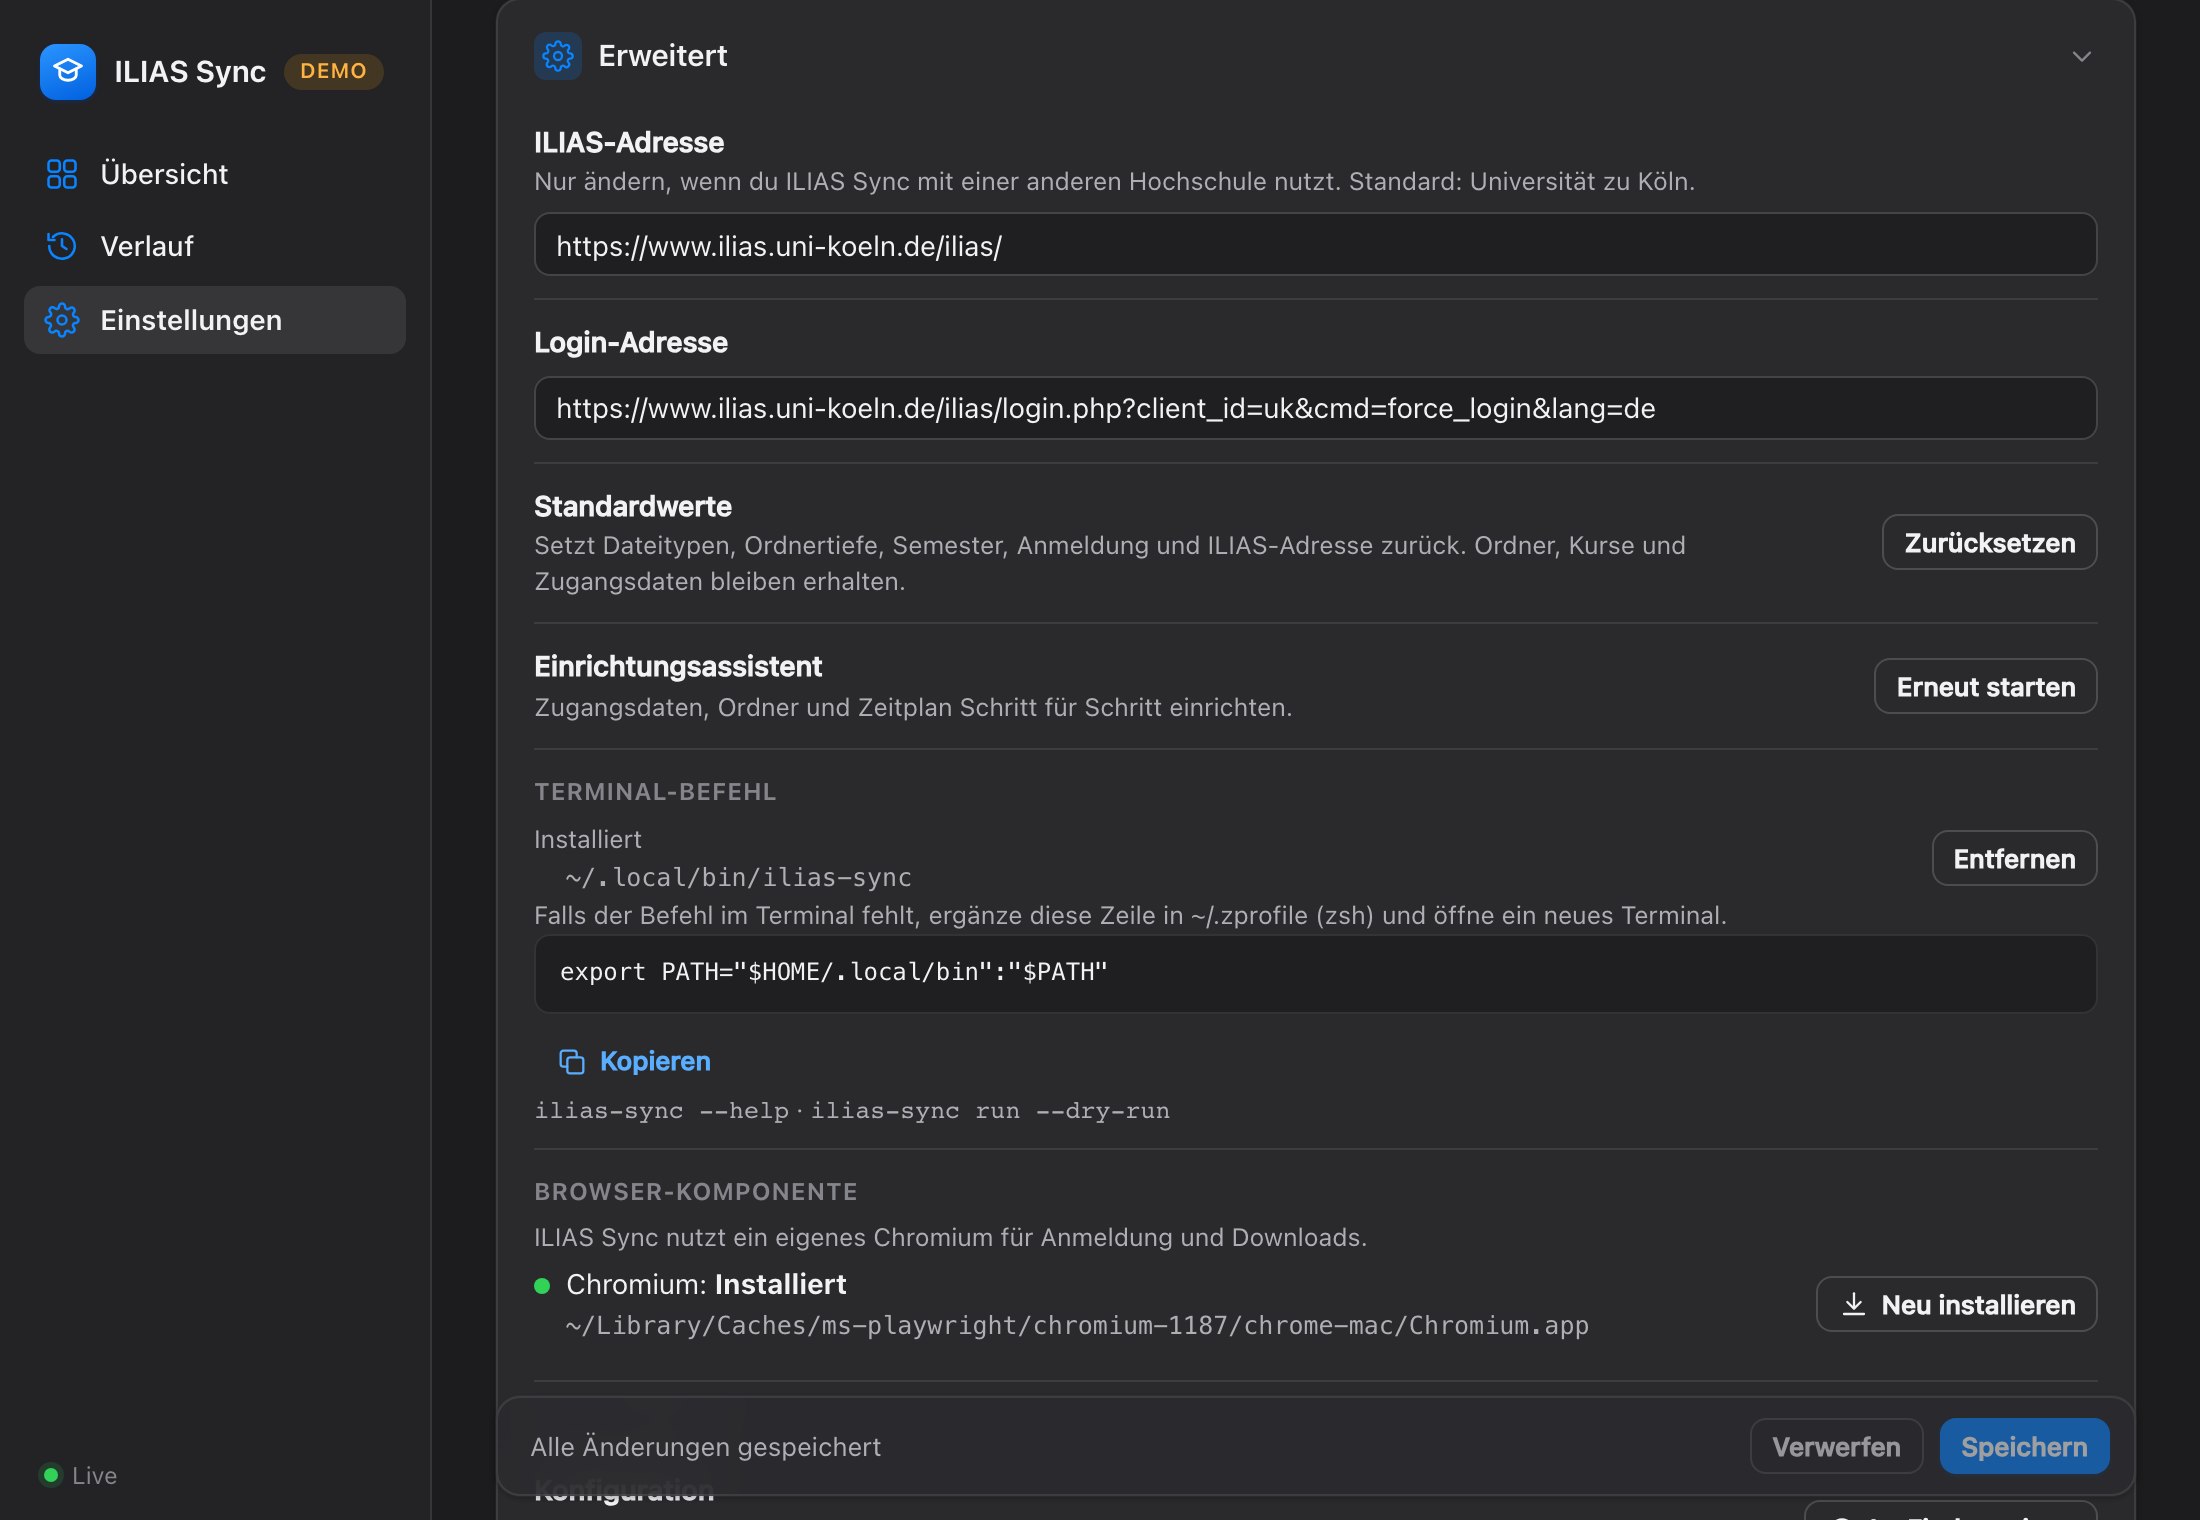 ILIAS Sync DEMO
Übersicht
Verlauf
Einstellungen
Live
Erweitert
ILIAS-Adresse
Nur ändern, wenn du ILIAS Sync mit einer anderen Hochschule nutzt. Standard: Universität zu Köln.
https://www.ilias.uni-koeln.de/ilias/
Login-Adresse
https://www.ilias.uni-koeln.de/ilias/login.php?client_id=uk&cmd=force_login&lang=de
Standardwerte
Setzt Dateitypen, Ordnertiefe, Semester, Anmeldung und ILIAS-Adresse zurück. Ordner, Kurse und
Zugangsdaten bleiben erhalten.
Zurücksetzen
Einrichtungsassistent
Zugangsdaten, Ordner und Zeitplan Schritt für Schritt einrichten.
Erneut starten
TERMINAL-BEFEHL
Installiert
~/.local/bin/ilias-sync
Entfernen
Falls der Befehl im Terminal fehlt, ergänze diese Zeile in ~/.zprofile (zsh) und öffne ein neues Terminal.
export PATH="$HOME/.local/bin":"$PATH"
Kopieren
ilias-sync --help · ilias-sync run --dry-run
BROWSER-KOMPONENTE
ILIAS Sync nutzt ein eigenes Chromium für Anmeldung und Downloads.
Chromium: Installiert
~/Library/Caches/ms-playwright/chromium-1187/chrome-mac/Chromium.app
Neu installieren
Alle Änderungen gespeichert
Verwerfen
Speichern
Konfiguration